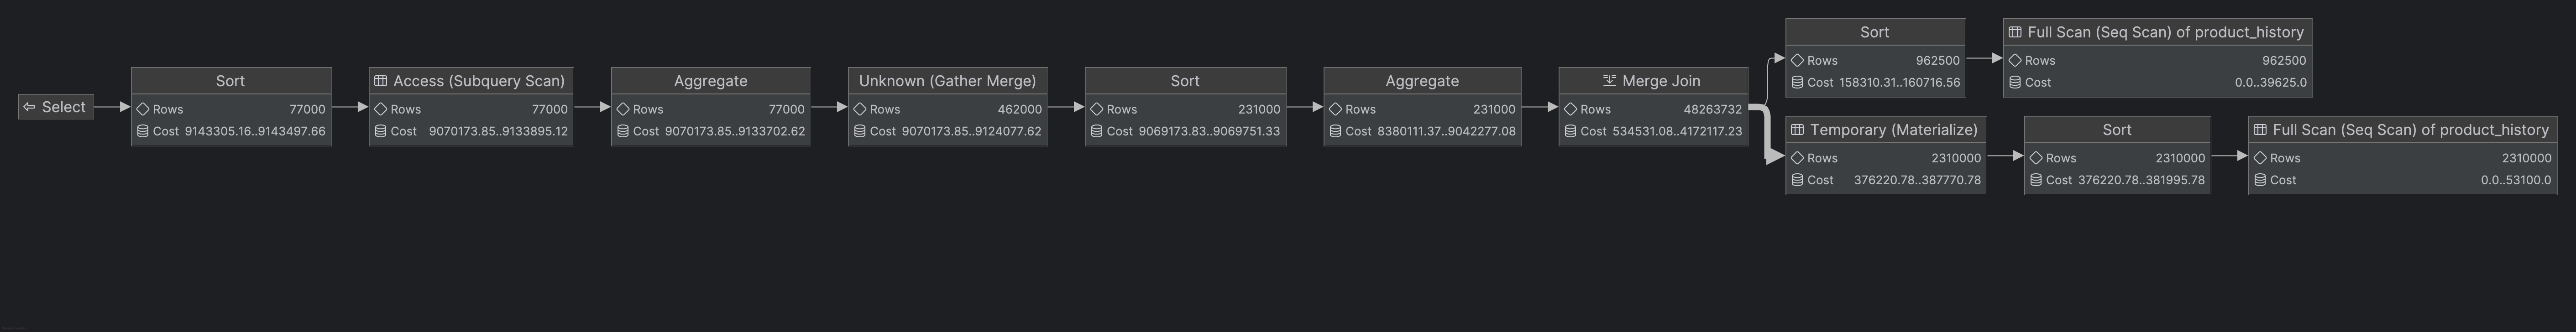 Select
Sort
Rows 77000
Cost 9143305.16..9143497.66
Access (Subquery Scan)
Rows 77000
Cost 9070173.85..9133895.12
Aggregate
Rows 77000
Cost 9070173.85..9133702.62
Unknown (Gather Merge)
Rows 462000
Cost 9070173.85..9124077.62
Sort
Rows 231000
Cost 9069173.83..9069751.33
Aggregate
Rows 231000
Cost 8380111.37..9042277.08
Merge Join
Rows 48263732
Cost 534531.08..4172117.23
Sort
Rows 962500
Cost 158310.31..160716.56
Full Scan (Seq Scan) of product_history
Rows 962500
Cost 0.0..39625.0
Temporary (Materialize)
Rows 2310000
Cost 376220.78..387770.78
Sort
Rows 2310000
Cost 376220.78..381995.78
Full Scan (Seq Scan) of product_history
Rows 2310000
Cost 0.0..53100.0